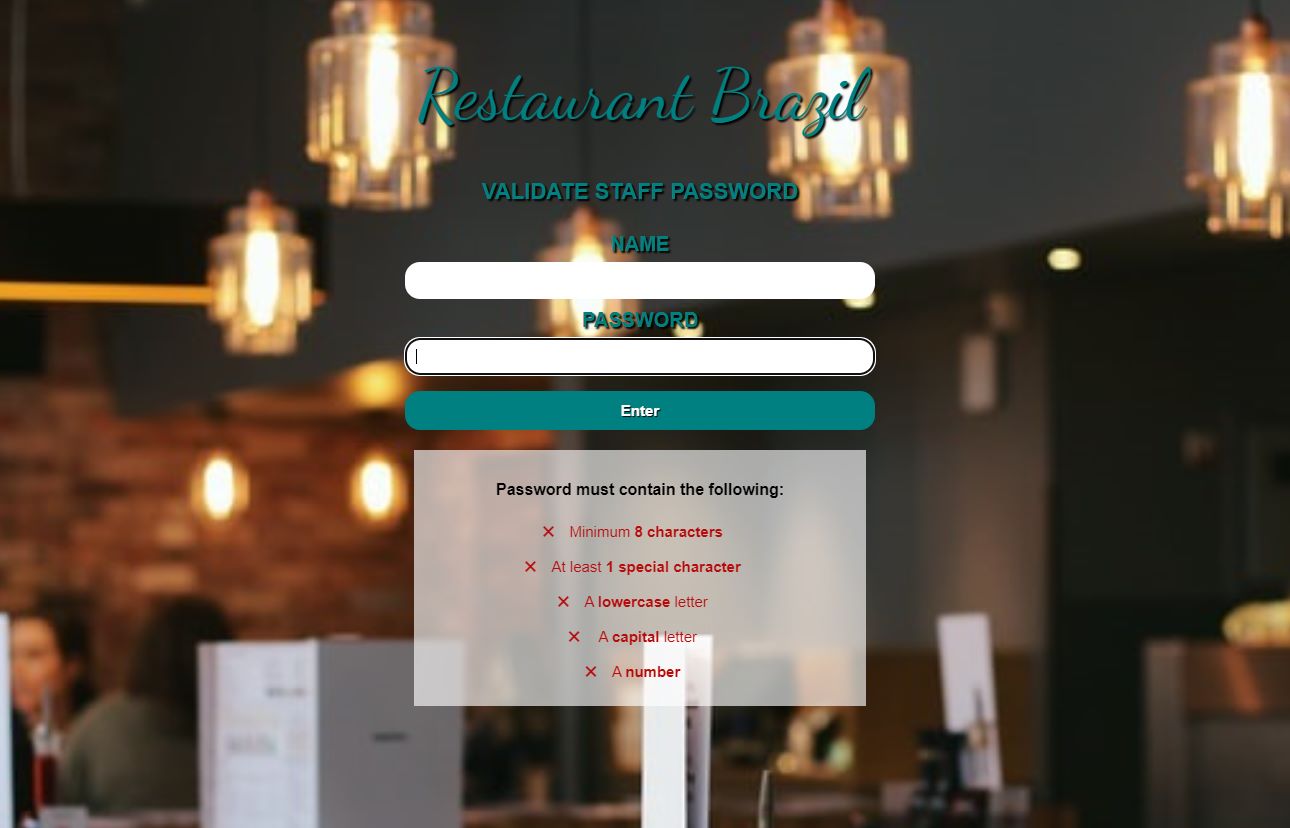 Restaurant Brazil
VALIDATE STAFF PASSWORD
NAME
PASSWORD
Enter
Password must contain the following:
✕ Minimum 8 characters
✕ At least 1 special character
✕ A lowercase letter
✕ A capital letter
✕ A number